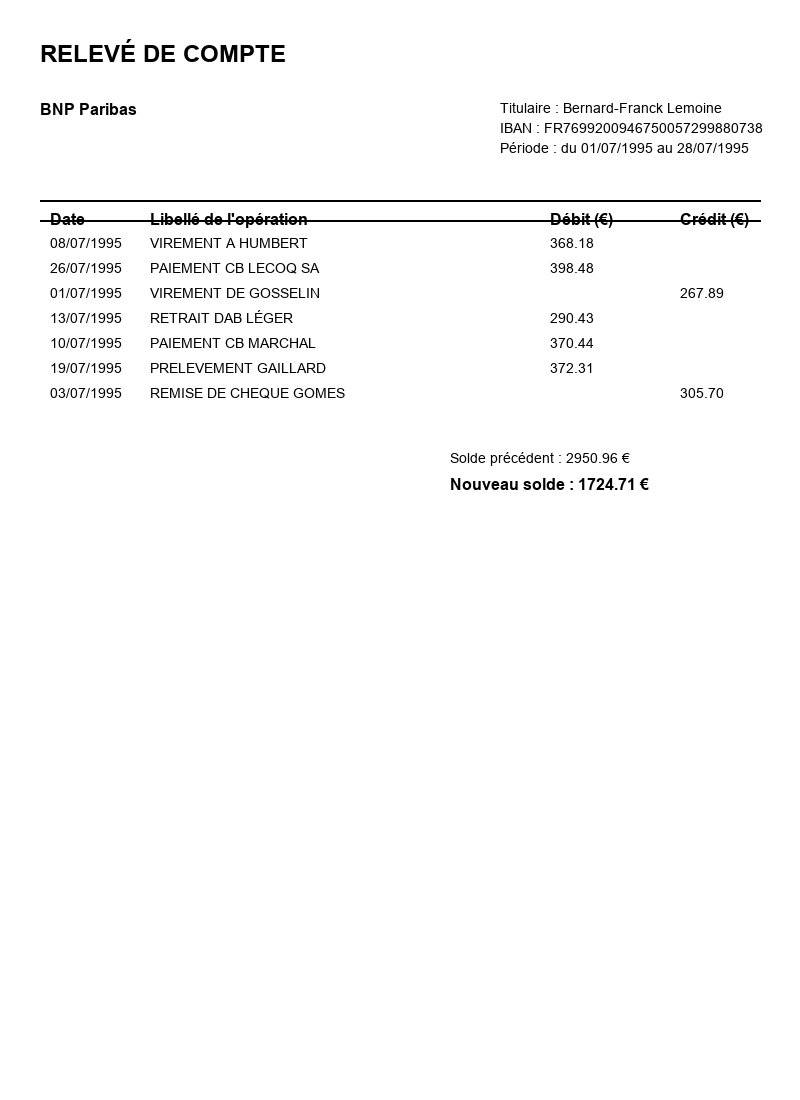 RELEVÉ DE COMPTE
BNP Paribas
Titulaire : Bernard-Franck Lemoine
IBAN : FR7699200946750057299880738
Période : du 01/07/1995 au 28/07/1995
Date Libellé de l'opération Débit (€) Crédit (€)
08/07/1995 VIREMENT A HUMBERT 368.18
26/07/1995 PAIEMENT CB LECOQ SA 398.48
01/07/1995 VIREMENT DE GOSSELIN 267.89
13/07/1995 RETRAIT DAB LÉGER 290.43
10/07/1995 PAIEMENT CB MARCHAL 370.44
19/07/1995 PRELEVEMENT GAILLARD 372.31
03/07/1995 REMISE DE CHEQUE GOMES 305.70
Solde précédent : 2950.96 €
Nouveau solde : 1724.71 €